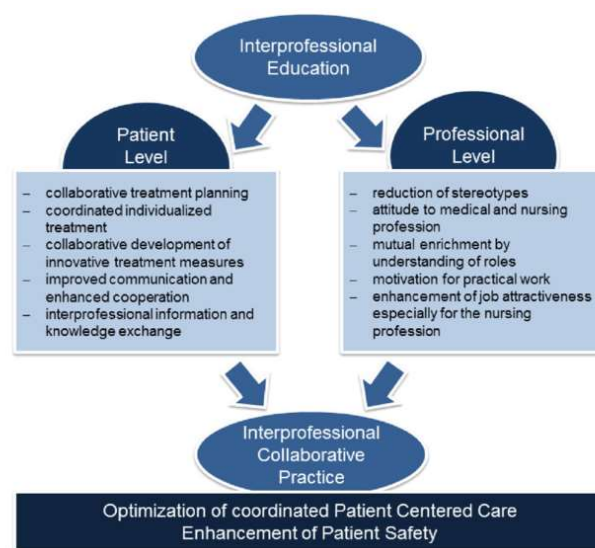 Interprofessional
Education
Patient
Level
– collaborative treatment planning
– coordinated individualized
treatment
– collaborative development of
innovative treatment measures
– improved communication and
enhanced cooperation
– interprofessional information and
knowledge exchange
Professional
Level
– reduction of stereotypes
– attitude to medical and nursing
profession
– mutual enrichment by
understanding of roles
– motivation for practical work
– enhancement of job attractiveness
especially for the nursing
profession
Interprofessional
Collaborative
Practice
Optimization of coordinated Patient Centered Care
Enhancement of Patient Safety